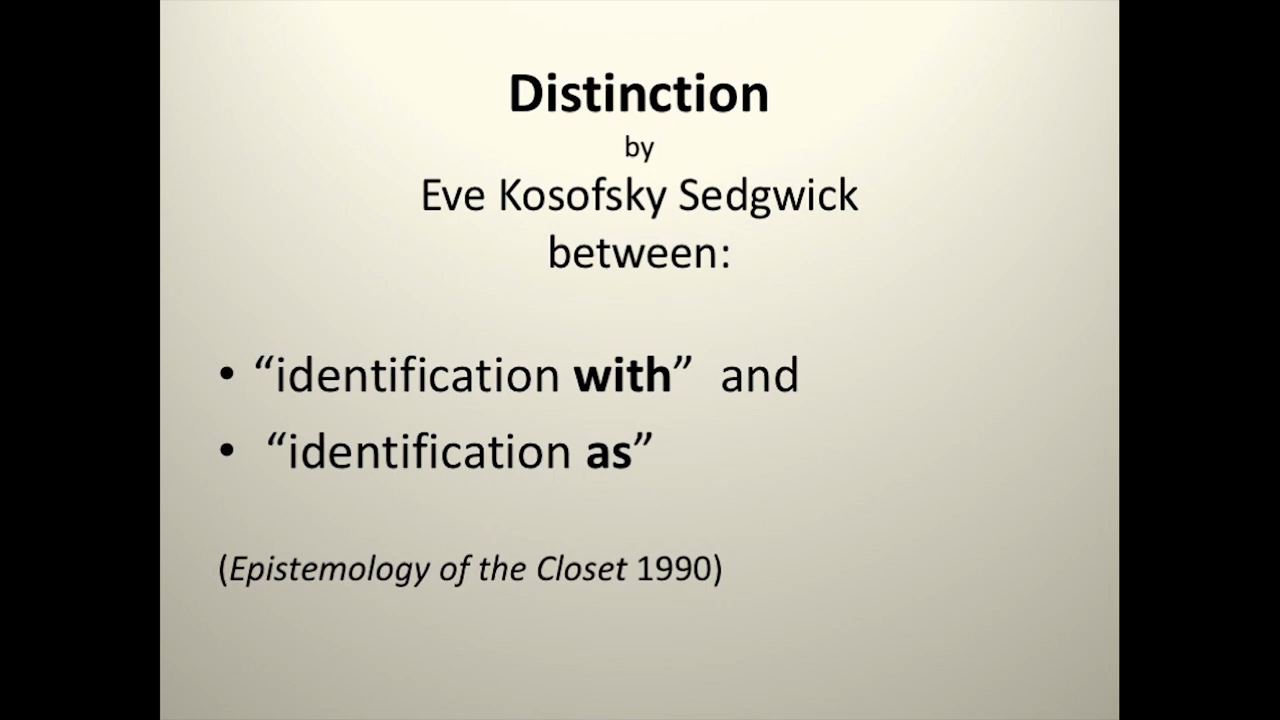 Distinction
by
Eve Kosofsky Sedgwick
between:
• “identification with”  and
• “identification as”
(Epistemology of the Closet 1990)